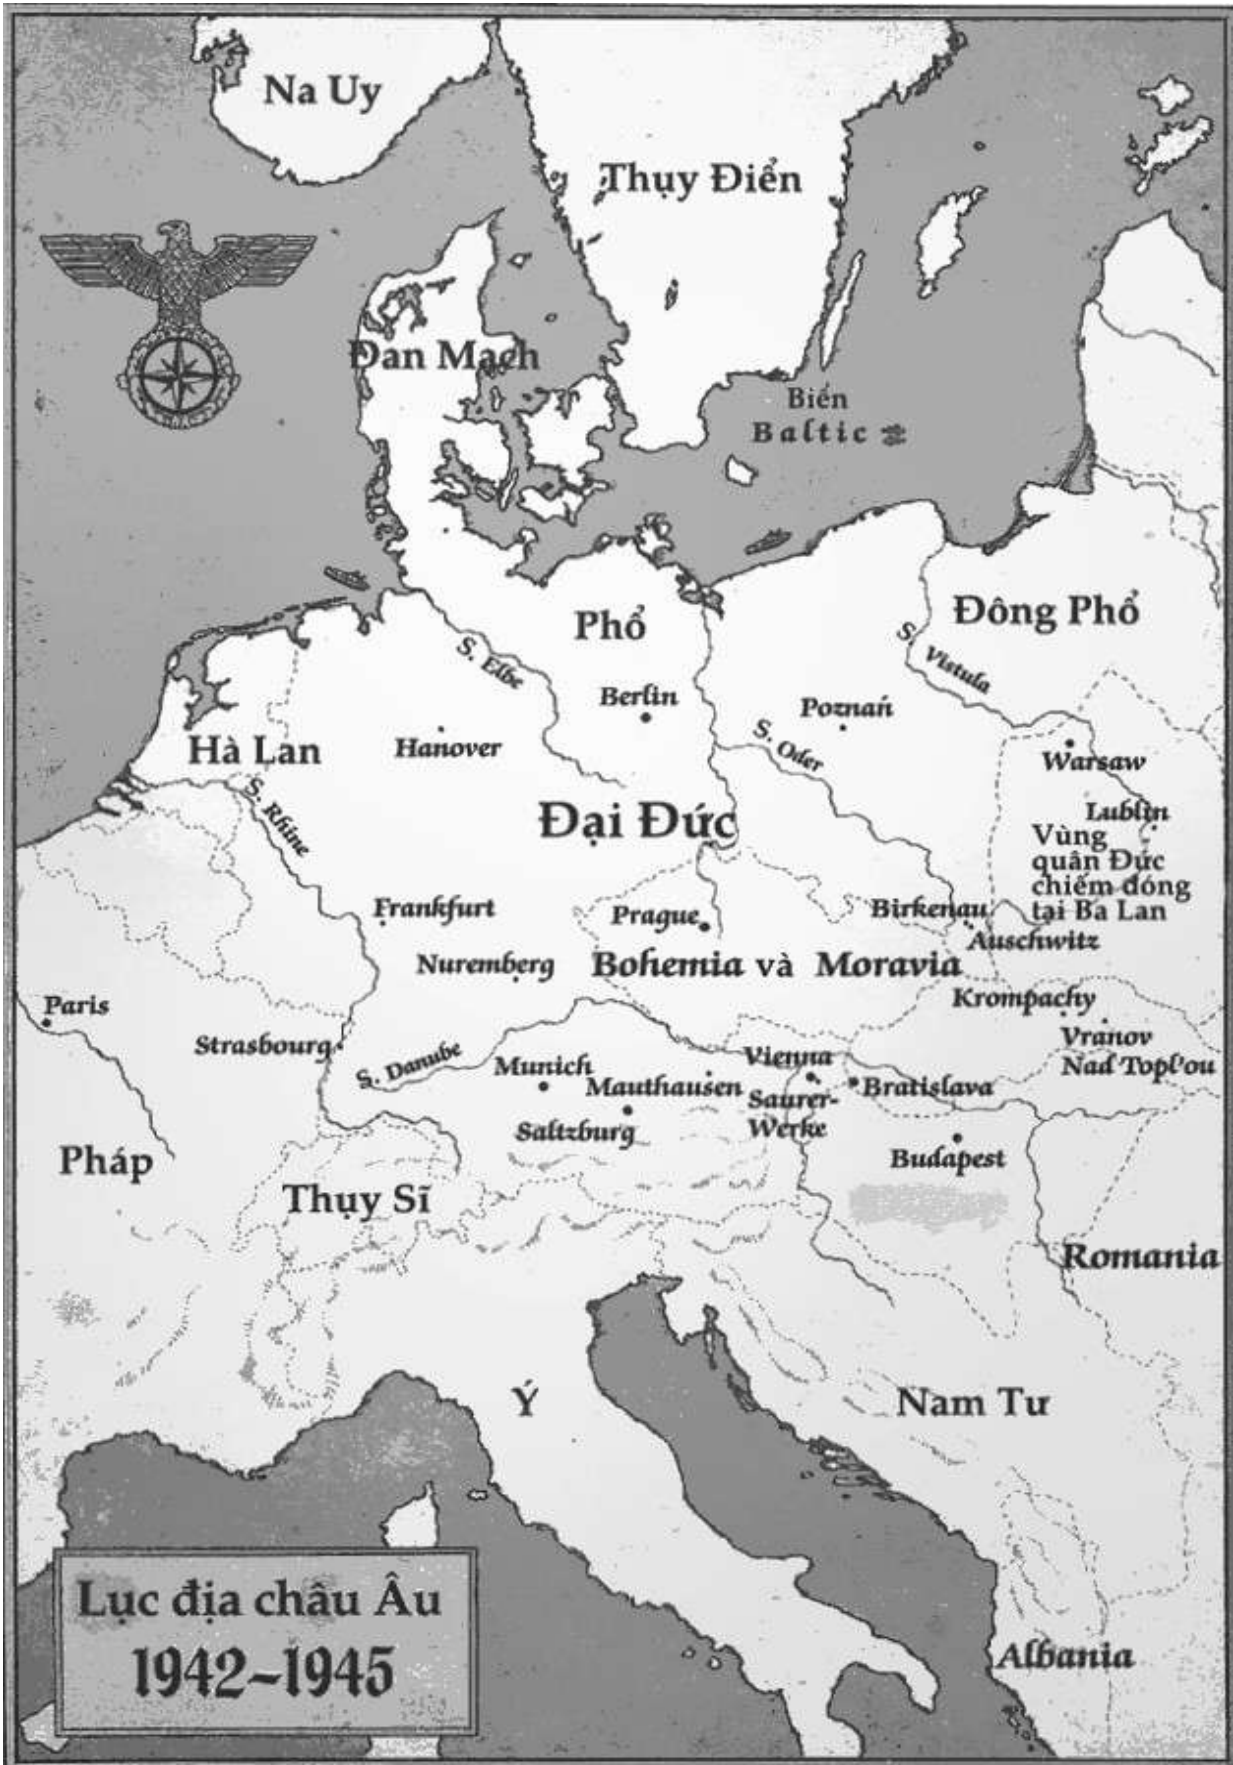 Na Uy
Thụy Điển
Đan Mạch
Biển
Baltic
Phổ
Đông Phổ
S. Elbe
S. Vistula
Berlin
Poznań
Hà Lan
Hanover
S. Oder
Warsaw
S. Rhine
Đại Đức
Lublin
Vùng
quân Đức
chiếm đóng
tại Ba Lan
Frankfurt
Prague
Birkenau
Auschwitz
Nuremberg
Bohemia và Moravia
Paris
Krompachy
Strasbourg
Vranov
Nad Topl'ou
S. Danube
Munich
Vienna
Mauthausen
Saurer-
Werke
Bratislava
Saltzburg
Pháp
Budapest
Thụy Sĩ
Romania
Ý
Nam Tư
Albania
Lục địa châu Âu
1942-1945